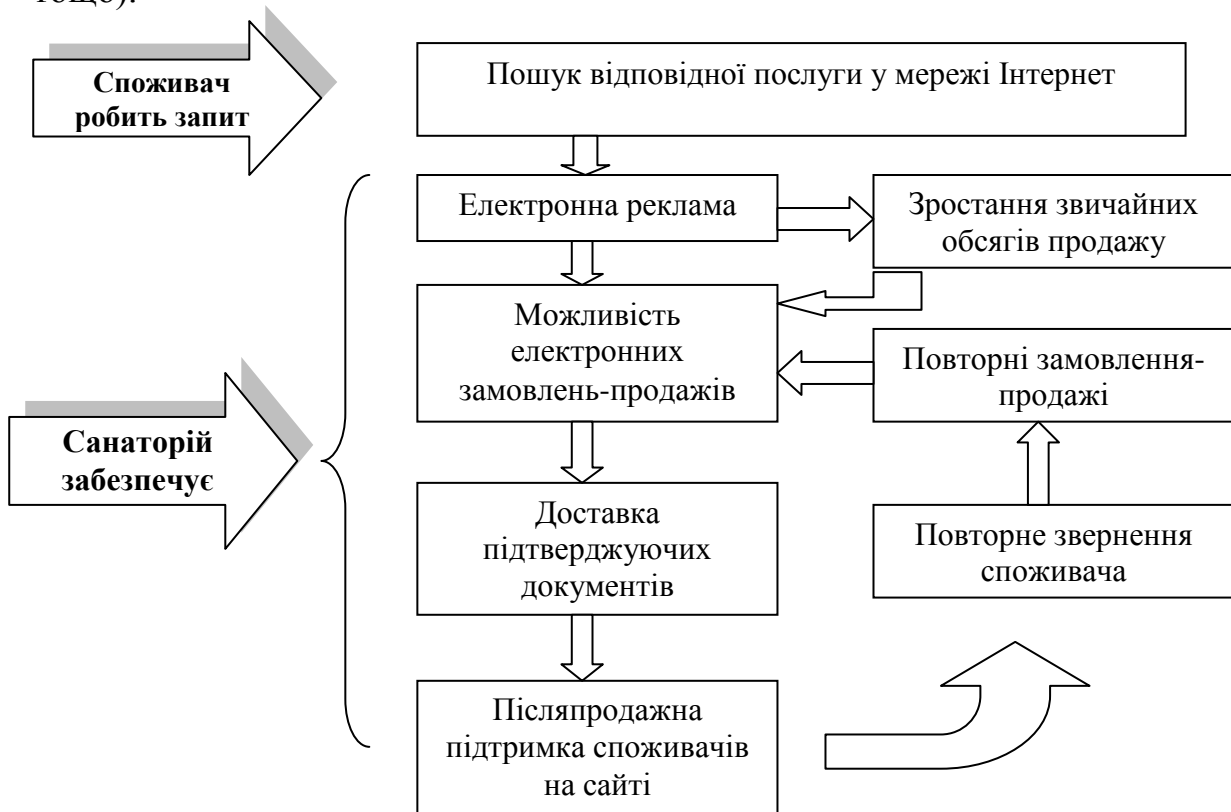 тощо).
Споживач
робить запит
Пошук відповідної послуги у мережі Інтернет
Електронна реклама
Зростання звичайних
обсягів продажу
Можливість
електронних
замовлень-продажів
Повторні замовлення-
продажі
Санаторій
забезпечує
Доставка
підтверджуючих
документів
Повторне звернення
споживача
Післяпродажна
підтримка споживачів
на сайті